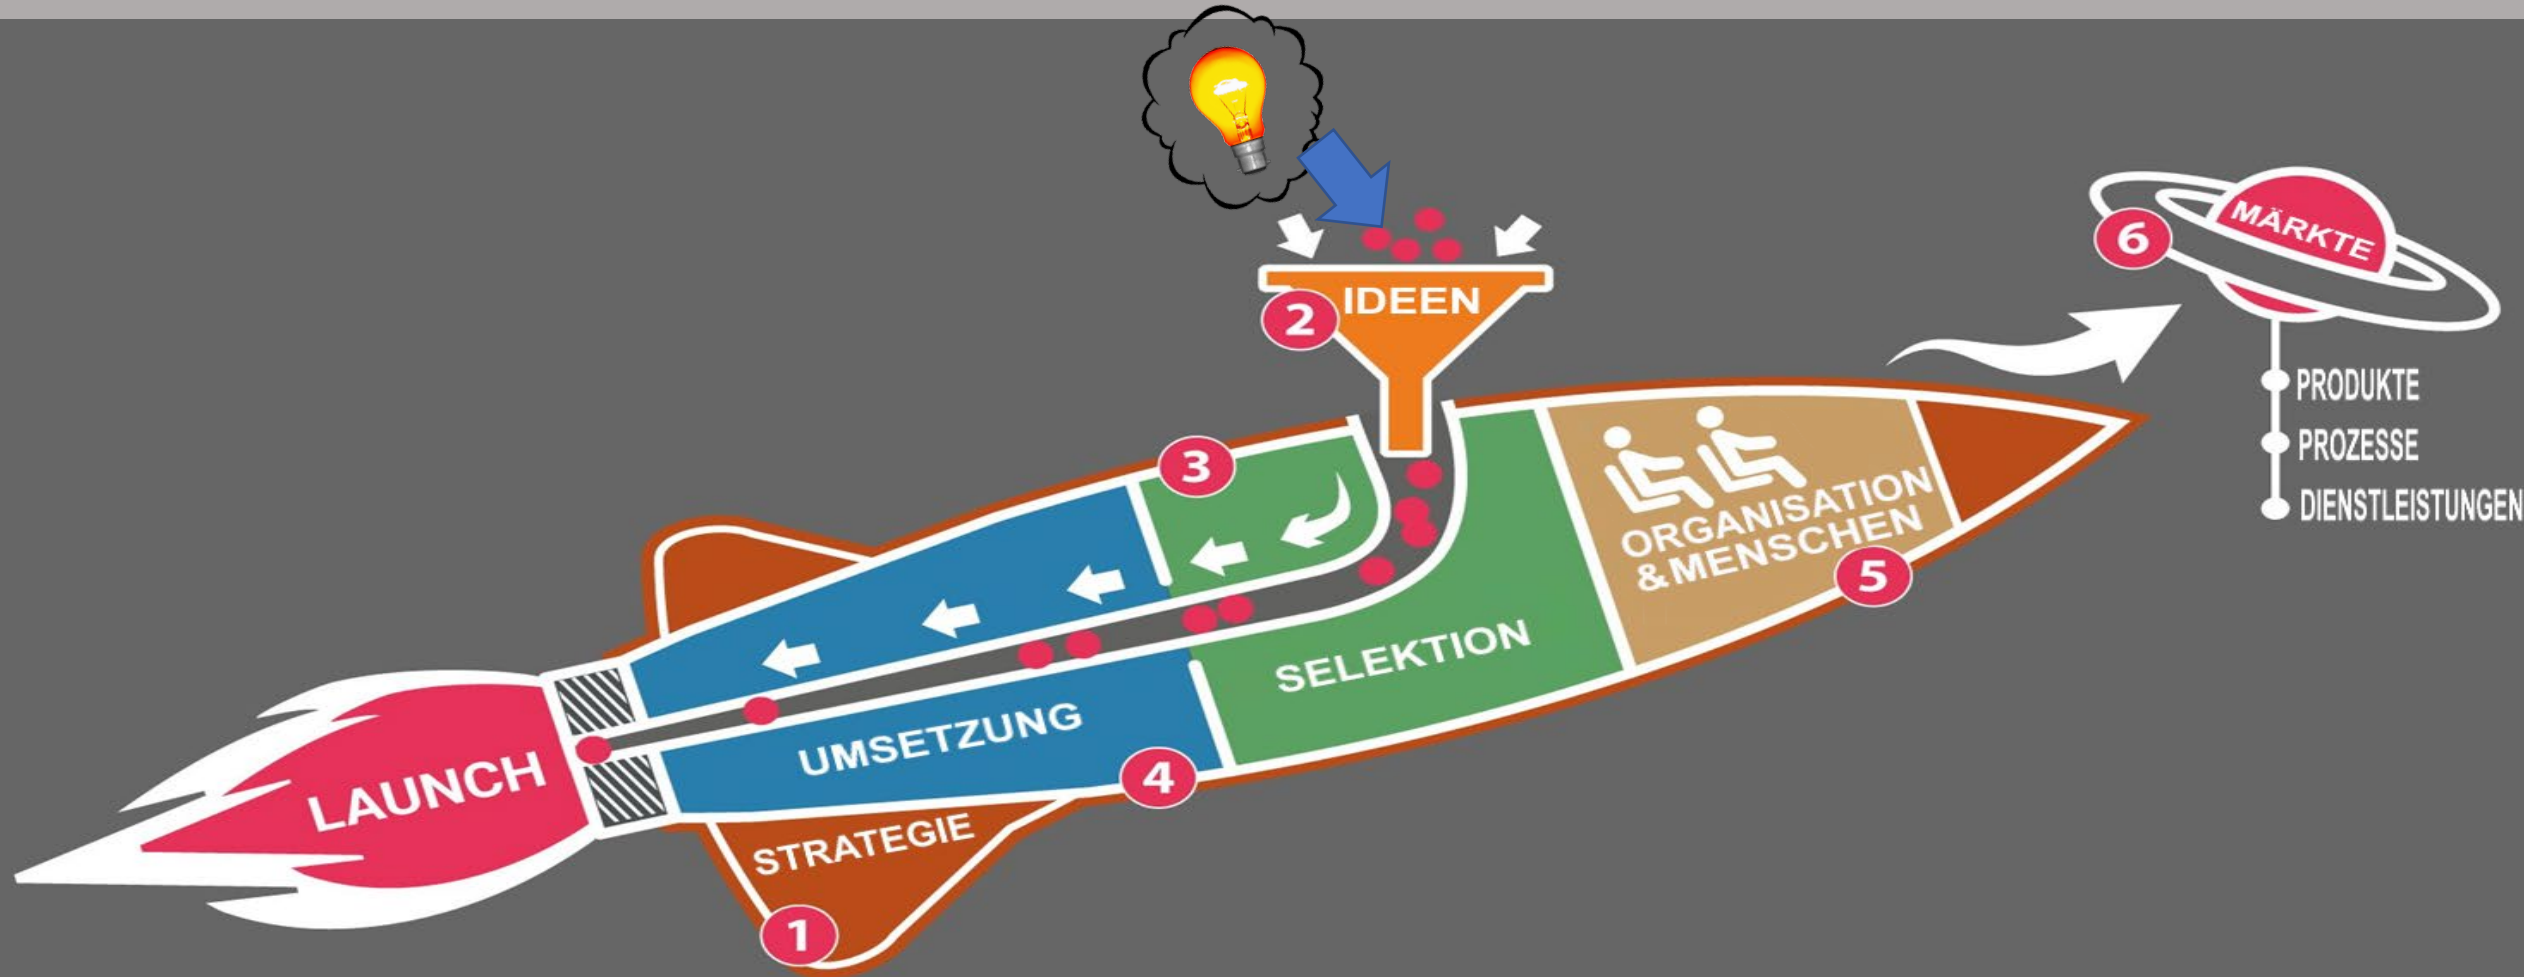 2
IDEEN
6
MÄRKTE
PRODUKTE
PROZESSE
DIENSTLEISTUNGEN
3
ORGANISATION
& MENSCHEN
5
SELEKTION
UMSETZUNG
4
LAUNCH
STRATEGIE
1